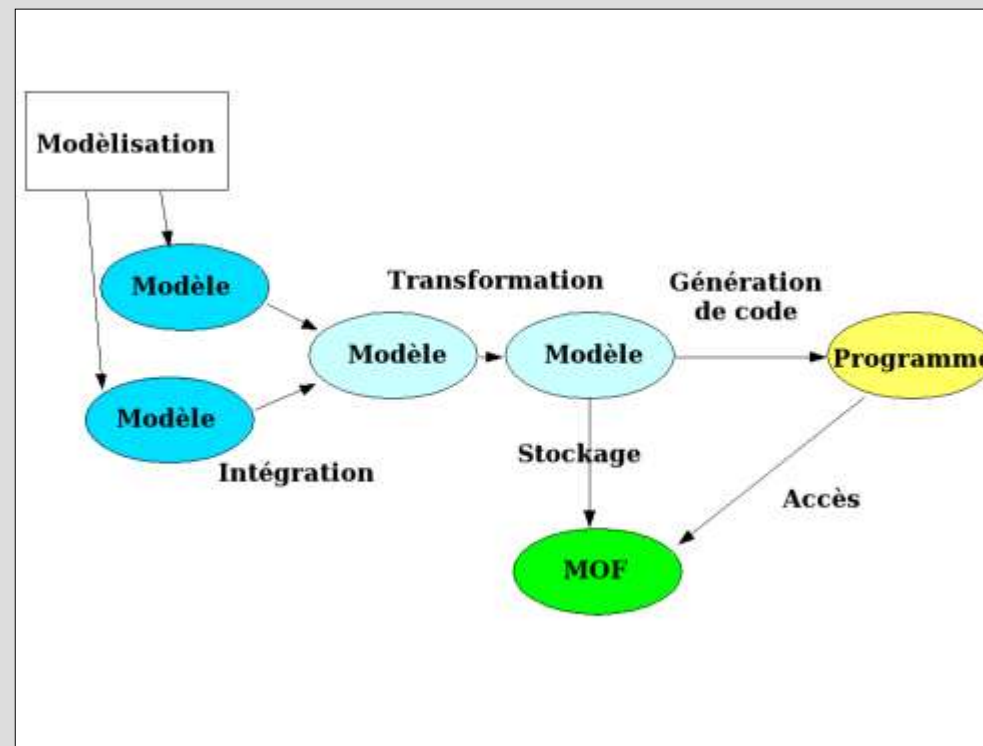 Modèlisation
Modèle
Transformation
Génération
de code
Modèle
Modèle
Programme
Modèle
Intégration
Stockage
Accès
MOF